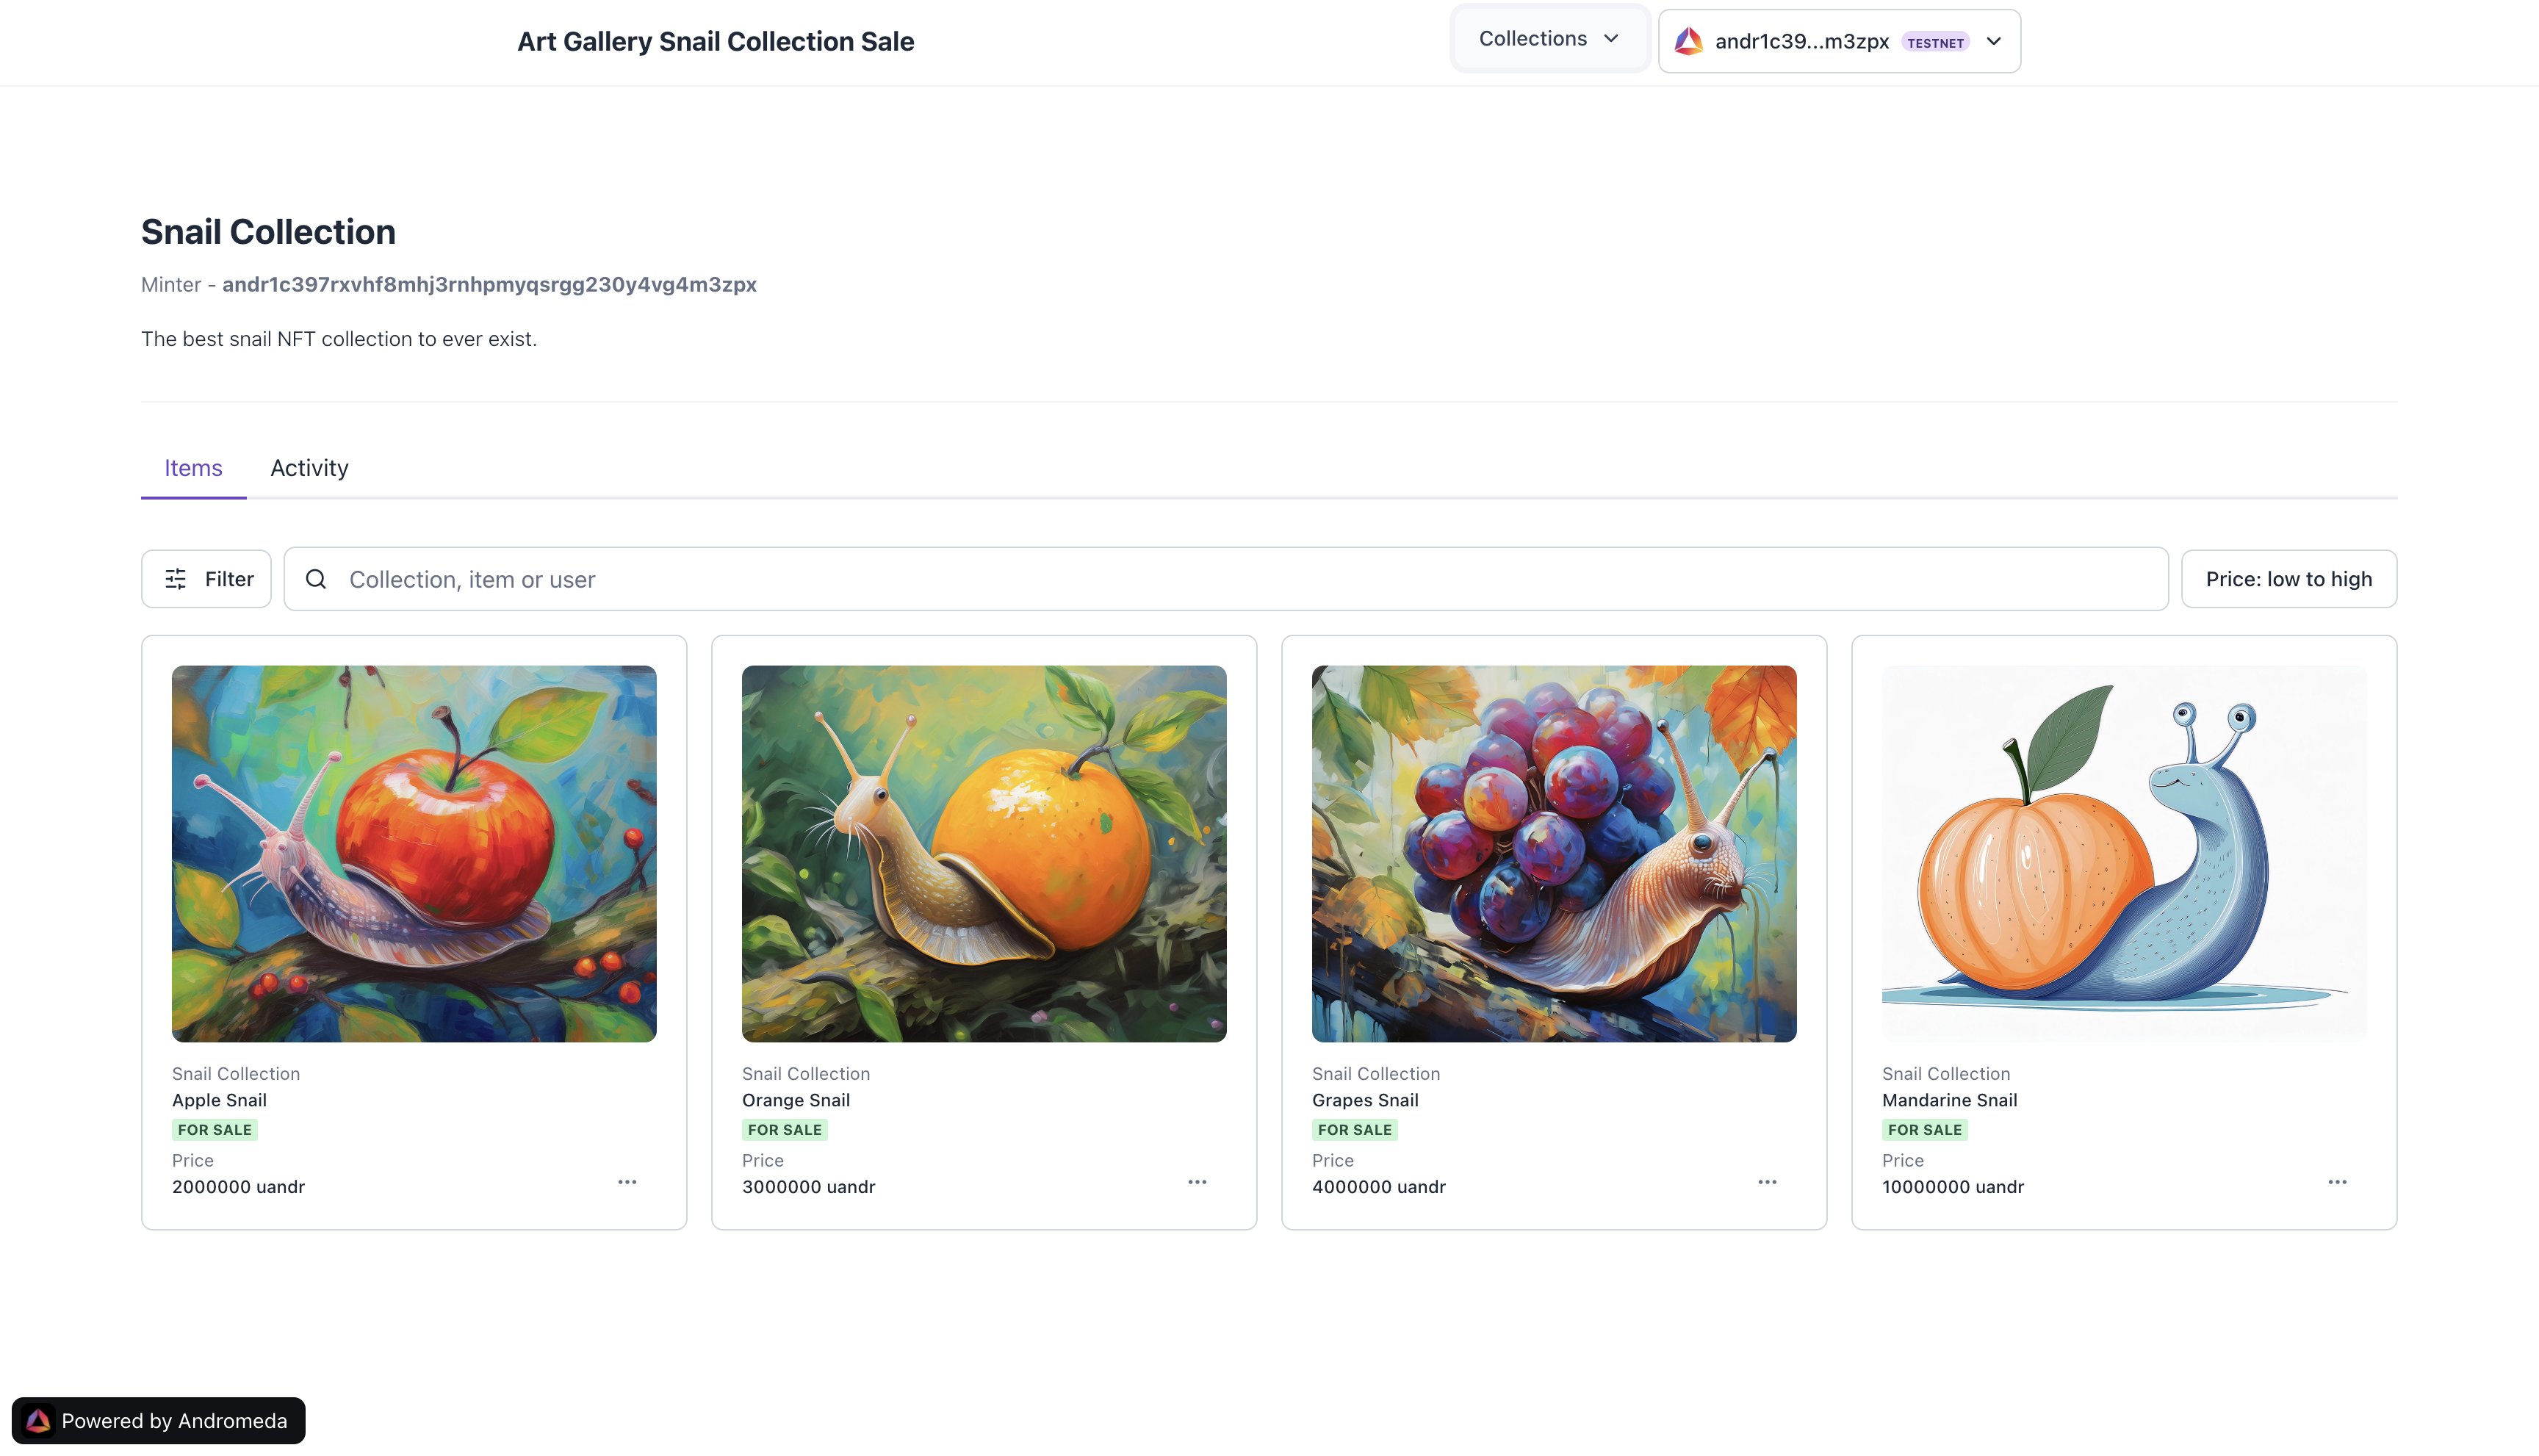 Art Gallery Snail Collection Sale
Collections
andr1c39...m3zpx TESTNET
Snail Collection
Minter - andr1c397rxvhf8mhj3rnhpmyqsrgg230y4vg4m3zpx
The best snail NFT collection to ever exist.
Items Activity
Filter
Collection, item or user
Price: low to high
Snail Collection
Apple Snail
FOR SALE
Price
2000000 uandr
Snail Collection
Orange Snail
FOR SALE
Price
3000000 uandr
Snail Collection
Grapes Snail
FOR SALE
Price
4000000 uandr
Snail Collection
Mandarine Snail
FOR SALE
Price
10000000 uandr
Powered by Andromeda